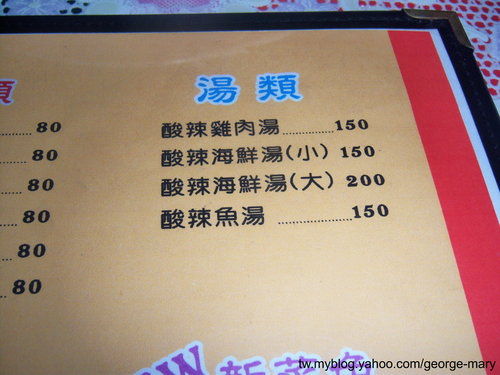 類
80
80
80
80
80
80
湯類
酸辣雞肉湯..............150
酸辣海鮮湯(小) 150
酸辣海鮮湯(大) 200
酸辣魚湯 ....................150
tw.myblog.yahoo.com/george-mary